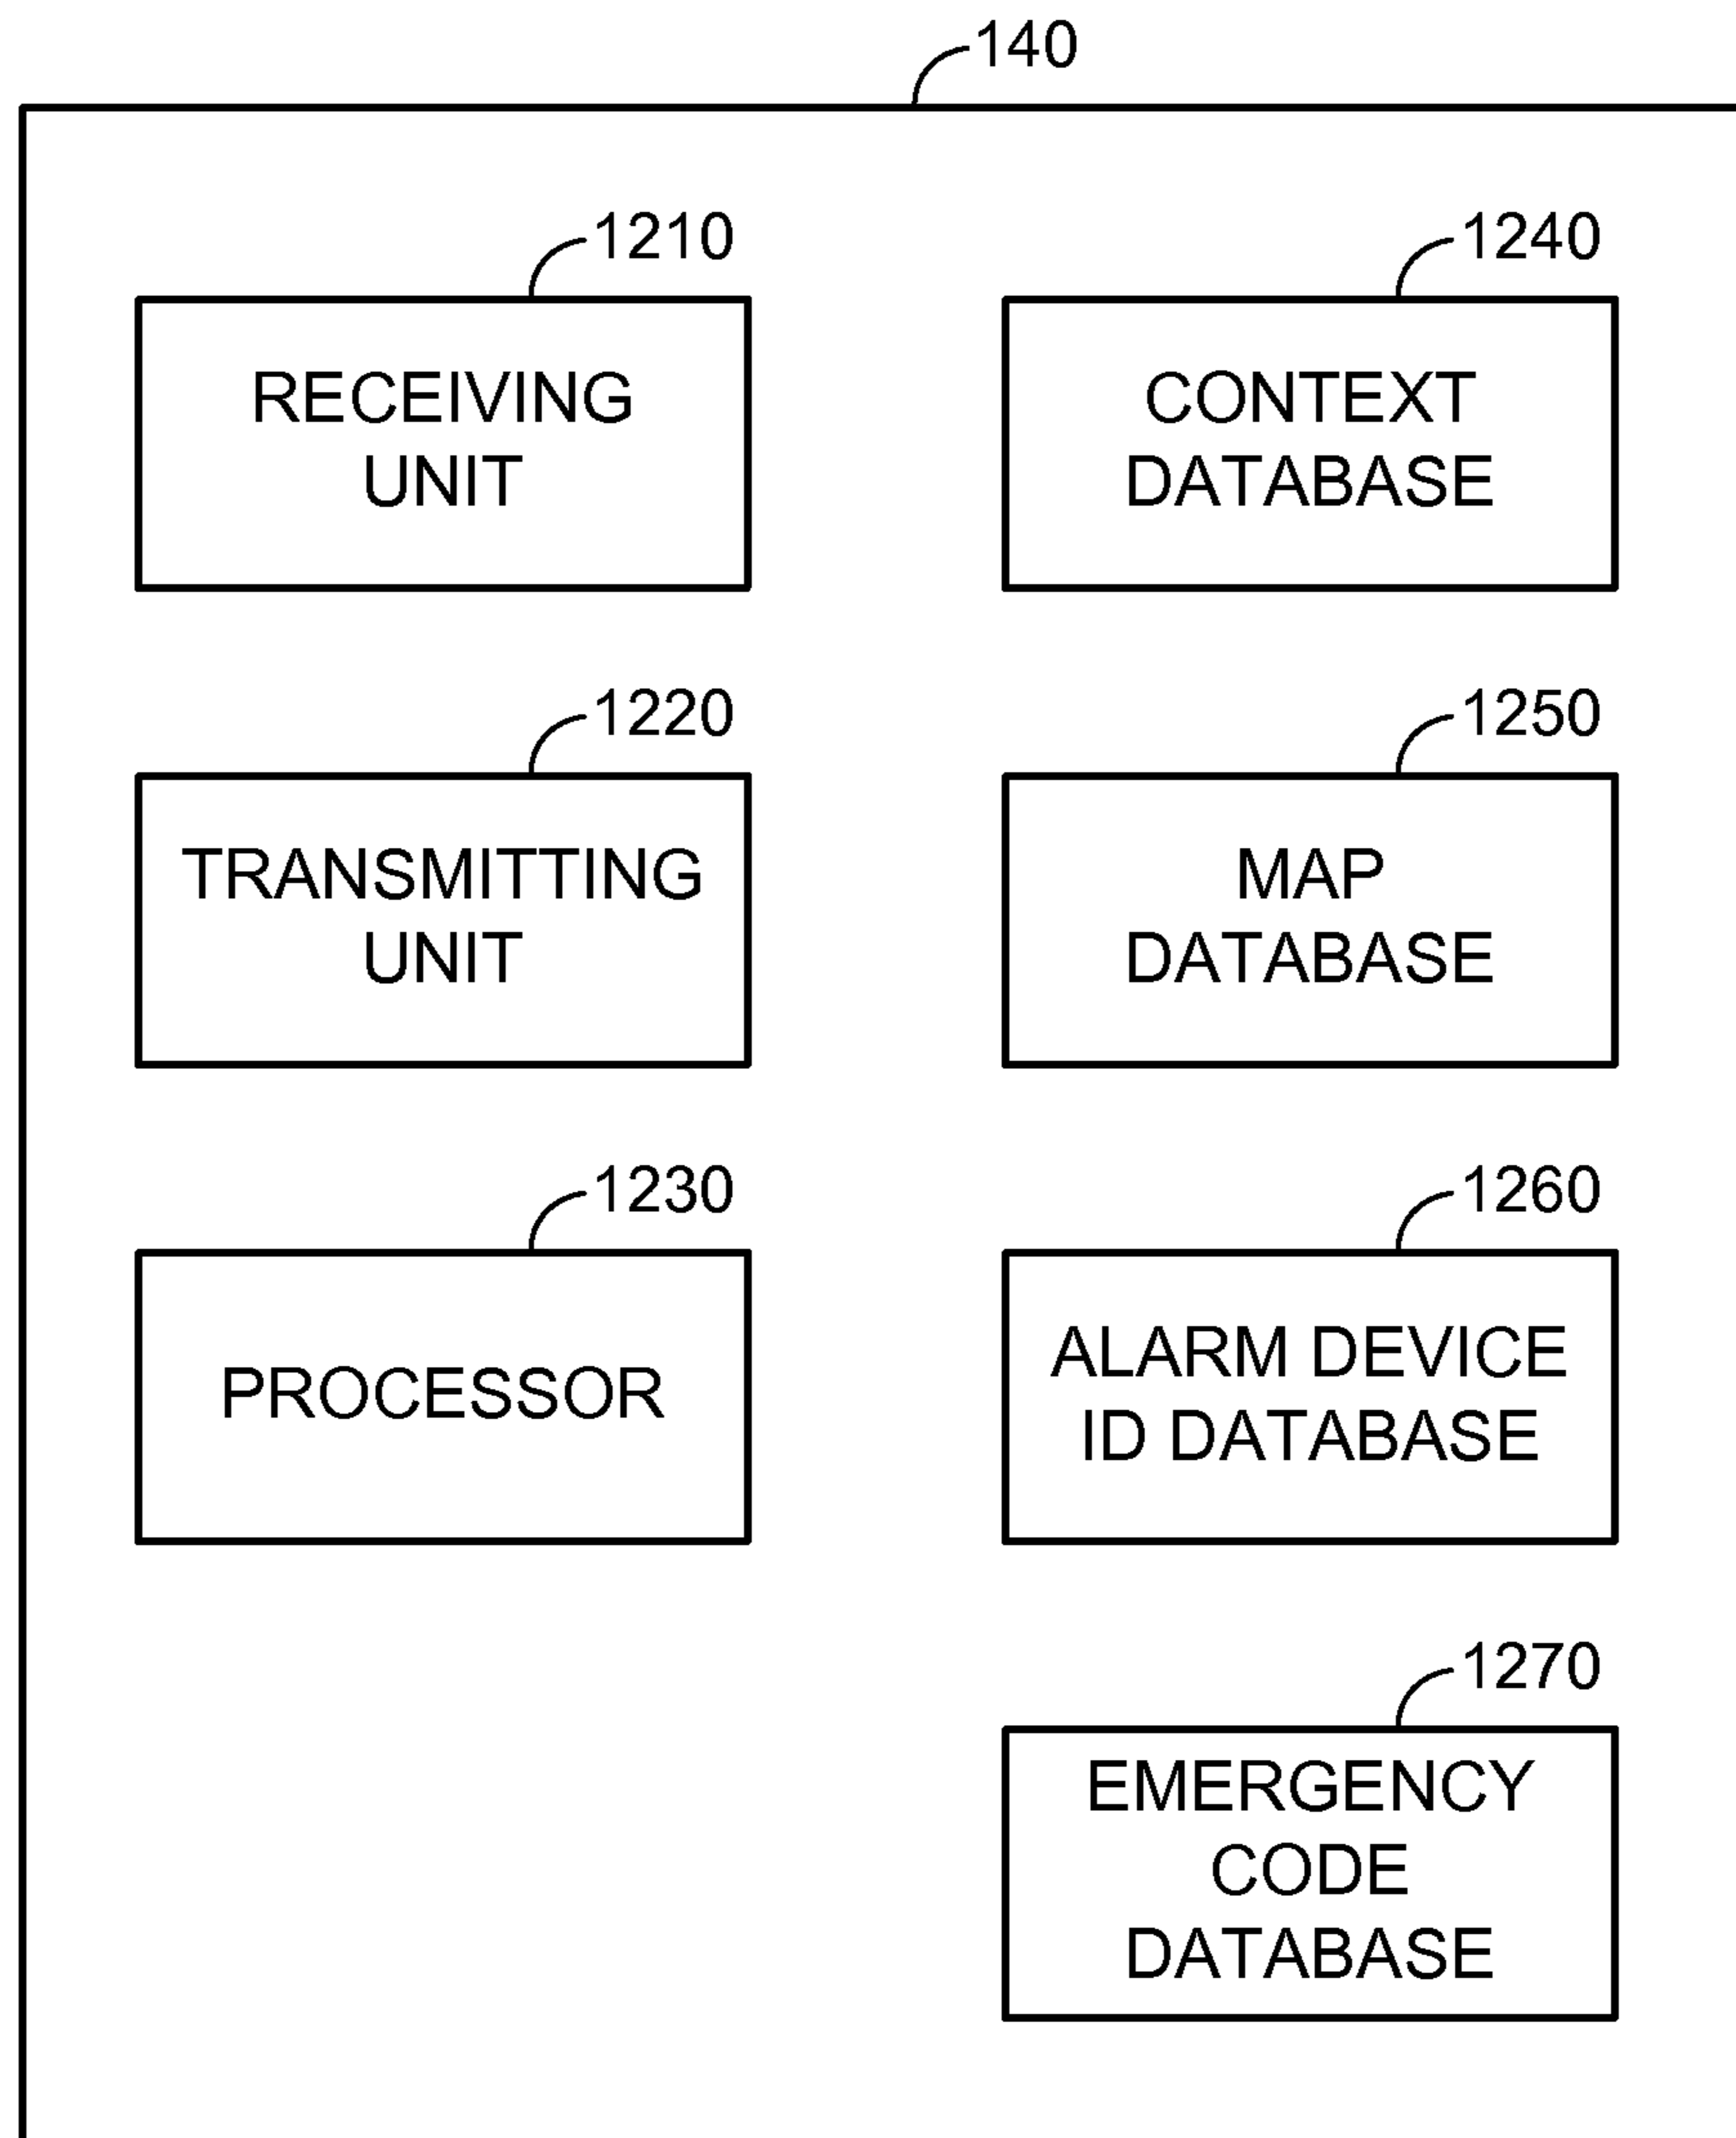 140
1210
RECEIVING
UNIT
1240
CONTEXT
DATABASE
1220
TRANSMITTING
UNIT
1250
MAP
DATABASE
1230
PROCESSOR
1260
ALARM DEVICE
ID DATABASE
1270
EMERGENCY
CODE
DATABASE